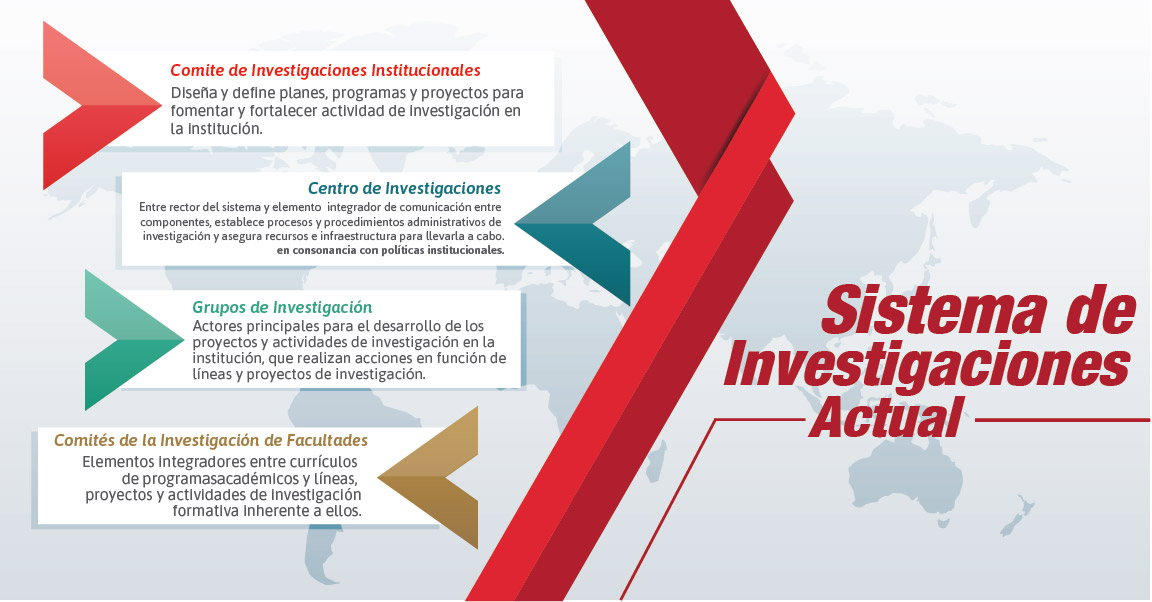 Comite de Investigaciones Institucionales
Diseña y define planes, programas y proyectos para
fomentar y fortalecer actividad de investigación en
la institución.
Centro de Investigaciones
Entre rector del sistema y elemento integrador de comunicación entre
componentes, establece procesos y procedimientos administrativos de
investigación y asegura recursos e infraestructura para llevarla a cabo.
en consonancia con políticas institucionales.
Grupos de Investigación
Actores principales para el desarrollo de los
proyectos y actividades de investigación en la
institución, que realizan acciones en función de
líneas y proyectos de investigación.
Comités de la Investigación de Facultades
Elementos Integradores entre currículos
de programasacadémicos y líneas,
proyectos y actividades de Investigación
formativa inherente a ellos.
Sistema de
Investigaciones
Actual